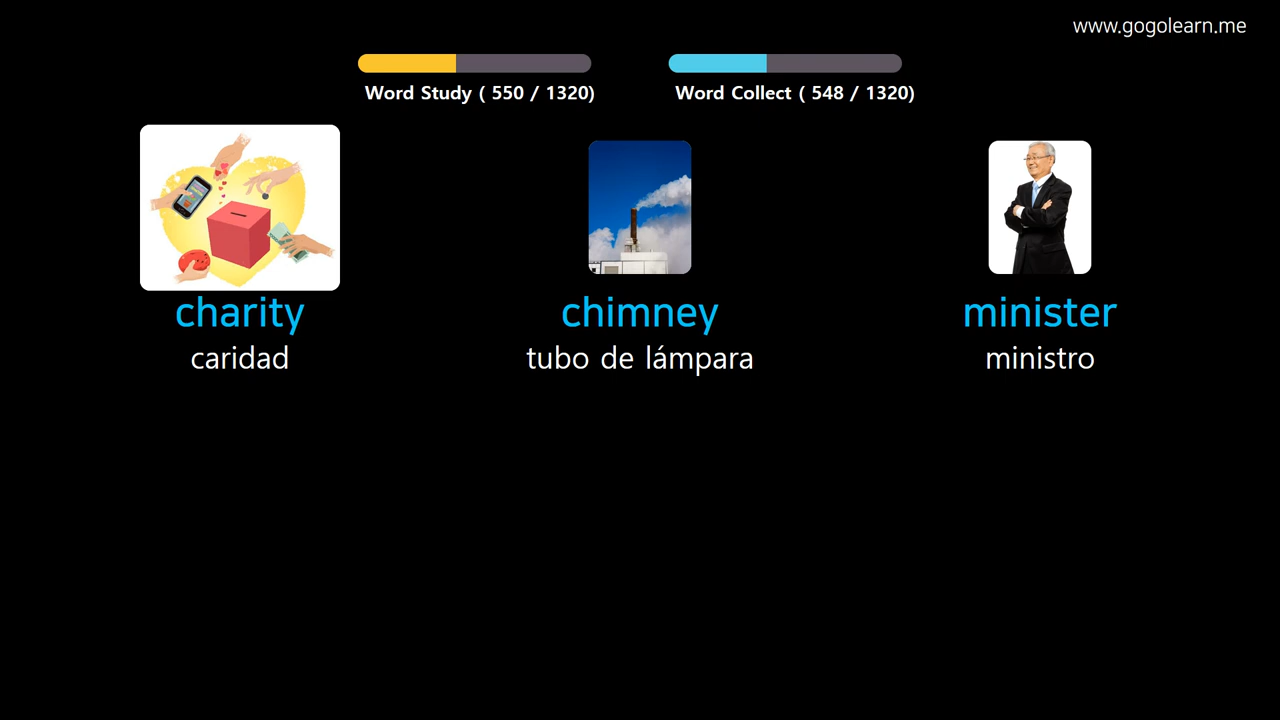 www.gogolearn.me
Word Study ( 550 / 1320)
Word Collect ( 548 / 1320)
charity
caridad
chimney
tubo de lámpara
minister
ministro